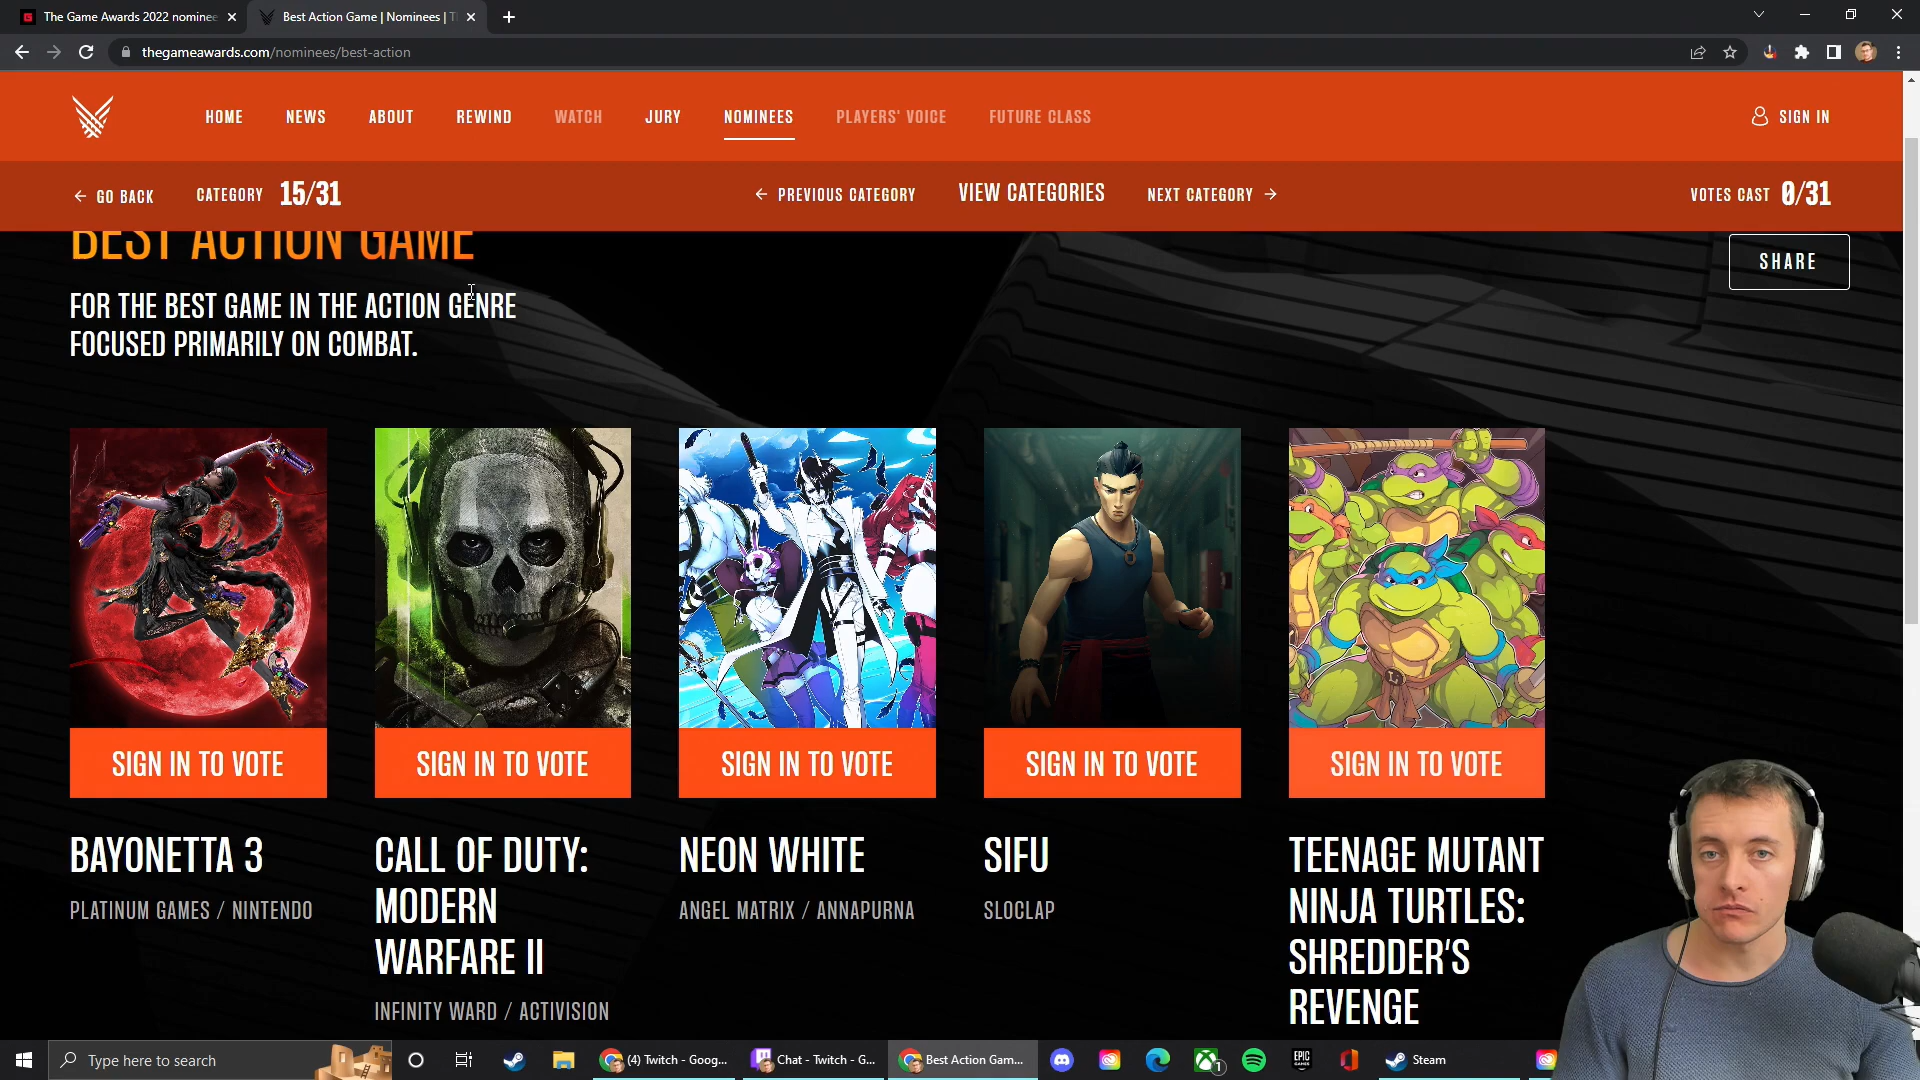 The Game Awards 2022 nominee
Best Action Game | Nominees | T
thegameawards.com/nominees/best-action
HOME
NEWS
ABOUT
REWIND
WATCH
JURY
NOMINEES
PLAYERS' VOICE
FUTURE CLASS
SIGN IN
GO BACK
CATEGORY 15/31
PREVIOUS CATEGORY
VIEW CATEGORIES
NEXT CATEGORY
VOTES CAST 0/31
BEST ACTION GAME
SHARE
FOR THE BEST GAME IN THE ACTION GENRE
FOCUSED PRIMARILY ON COMBAT.
SIGN IN TO VOTE
SIGN IN TO VOTE
SIGN IN TO VOTE
SIGN IN TO VOTE
SIGN IN TO VOTE
BAYONETTA 3
PLATINUM GAMES / NINTENDO
CALL OF DUTY:
MODERN
WARFARE II
INFINITY WARD / ACTIVISION
NEON WHITE
ANGEL MATRIX / ANNAPURNA
SIFU
SLOCLAP
TEENAGE MUTANT
NINJA TURTLES:
SHREDDER'S
REVENGE
Type here to search
(4) Twitch - Goog...
Chat - Twitch - G...
Best Action Gam...
1
EPIC
GAMES
Steam